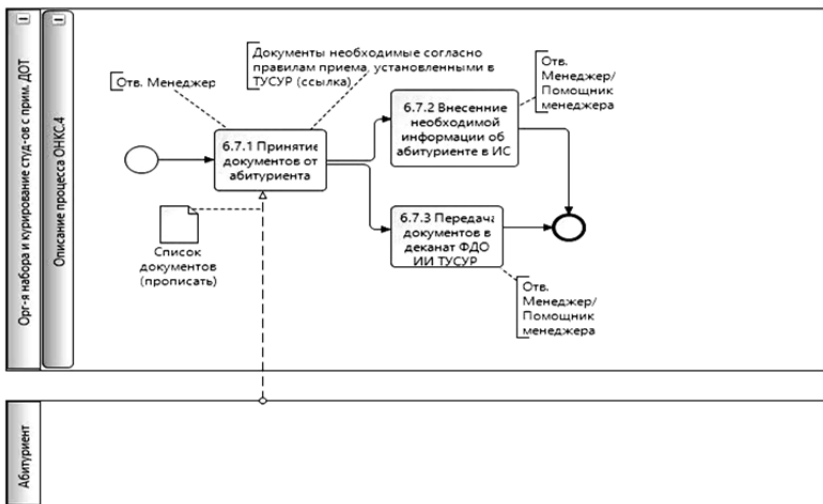 Орг-я набора и курирование студ-ов с прим. ДОТ
Описание процесса ОНКС.4
Отв. Менеджер
Документы необходимые согласно
правилам приема, установленными в
ТУСУР (ссылка)
Отв.
Менеджер/
Помощник
менеджера
6.7.1 Принятие
документов от
абитуриента
6.7.2 Внесенние
необходимой
информации об
абитуриенте в ИС
Список
документов
(прописать)
6.7.3 Передача
документов в
деканат ФДО
ИИ ТУСУР
Отв.
Менеджер/
Помощник
менеджера
Абитуриент